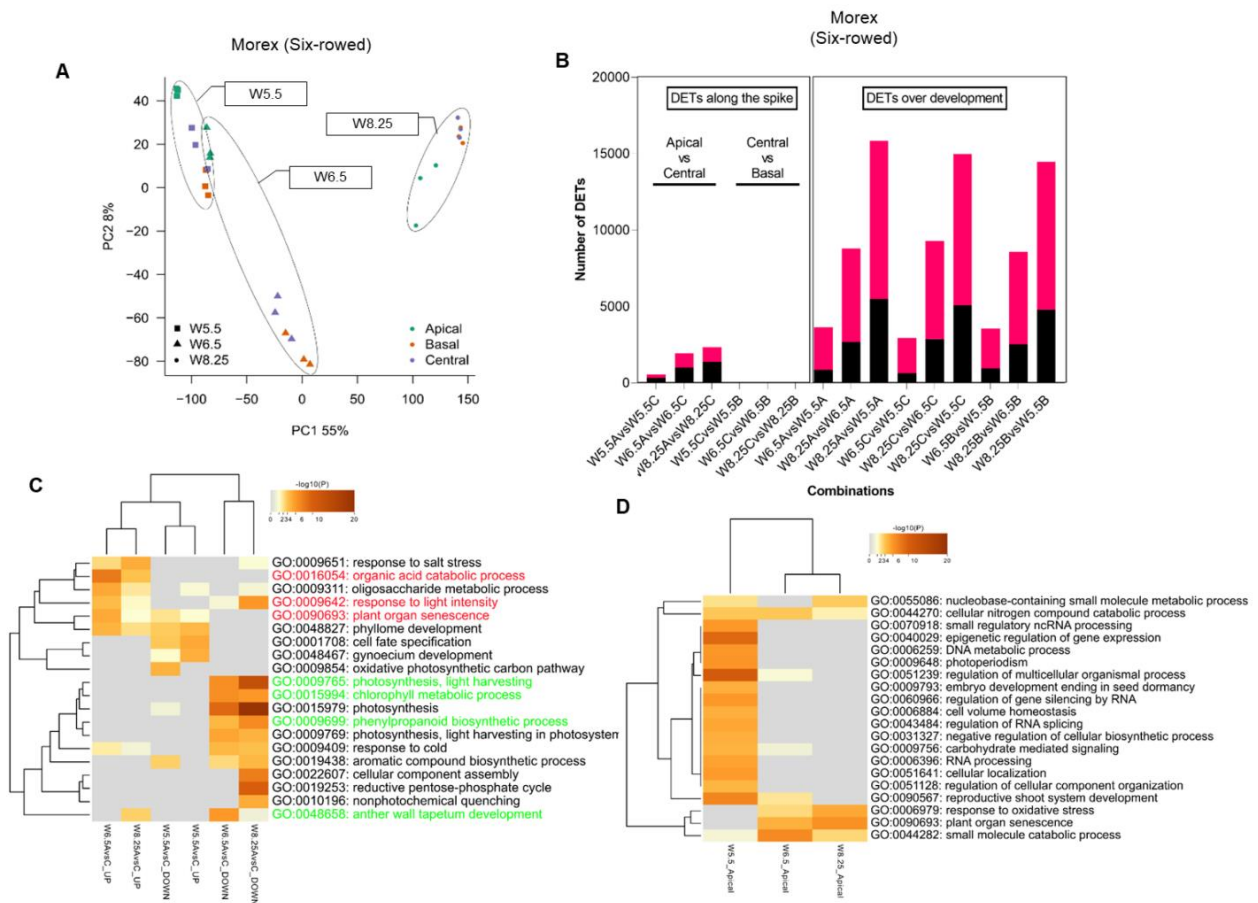 Morex (Six-rowed)
A
W5.5
W8.25
W6.5
PC2 8%
40
20
0
−20
−40
−60
−80
W5.5
W6.5
W8.25
Apical
Basal
Central
−100
−50
0
50
100
150
PC1 55%
Morex
(Six-rowed)
B
20000
15000
10000
5000
0
Number of DETs
DETs along the spike
DETs over development
Apical
vs
Central
Central
vs
Basal
W5.5AvsW5.5C
W6.5AvsW6.5C
W8.25AvsW8.25C
W5.5CvsW5.5B
W6.5CvsW6.5B
W8.25CvsW8.25B
W6.5AvsW5.5A
W8.25AvsW6.5A
W8.25AvsW5.5A
W6.5CvsW5.5C
W8.25CvsW6.5C
W8.25CvsW5.5C
W6.5BvsW5.5B
W8.25BvsW6.5B
W8.25BvsW5.5B
Combinations
C
-log10(P)
0 234 6 10 20
GO:0009651: response to salt stress
GO:0016054: organic acid catabolic process
GO:0009311: oligosaccharide metabolic process
GO:0009642: response to light intensity
GO:0090693: plant organ senescence
GO:0048827: phyllome development
GO:0001708: cell fate specification
GO:0048467: gynoecium development
GO:0009854: oxidative photosynthetic carbon pathway
GO:0009765: photosynthesis, light harvesting
GO:0015994: chlorophyll metabolic process
GO:0015979: photosynthesis
GO:0009699: phenylpropanoid biosynthetic process
GO:0009769: photosynthesis, light harvesting in photosystem
GO:0009409: response to cold
GO:0019438: aromatic compound biosynthetic process
GO:0022607: cellular component assembly
GO:0019253: reductive pentose-phosphate cycle
GO:0010196: nonphotochemical quenching
GO:0048658: anther wall tapetum development
W6.5AvsC_UP
W8.25AvsC_UP
W5.5AvsC_DOWN
W5.5AvsC_UP
W6.5AvsC_DOWN
W8.25AvsC_DOWN
D
-log10(P)
0 234 6 10 20
GO:0055086: nucleobase-containing small molecule metabolic process
GO:0044270: cellular nitrogen compound catabolic process
GO:0070918: small regulatory ncRNA processing
GO:0040029: epigenetic regulation of gene expression
GO:0006259: DNA metabolic process
GO:0009648: photoperiodism
GO:0051239: regulation of multicellular organismal process
GO:0009793: embryo development ending in seed dormancy
GO:0060966: regulation of gene silencing by RNA
GO:0006884: cell volume homeostasis
GO:0043484: regulation of RNA splicing
GO:0031327: negative regulation of cellular biosynthetic process
GO:0009756: carbohydrate mediated signaling
GO:0006396: RNA processing
GO:0051641: cellular localization
GO:0051128: regulation of cellular component organization
GO:0090567: reproductive shoot system development
GO:0006979: response to oxidative stress
GO:0090693: plant organ senescence
GO:0044282: small molecule catabolic process
W5.5_Apical
W6.5_Apical
W8.25_Apical